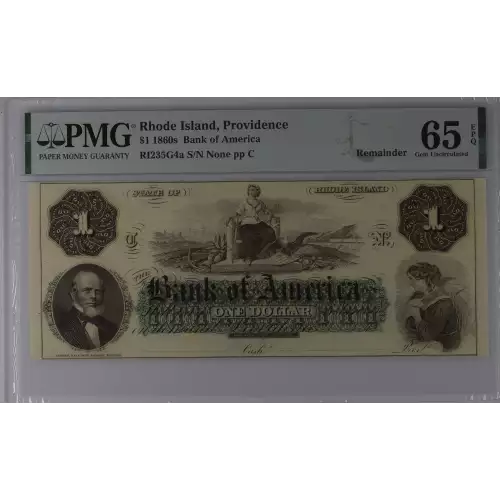 PMG
PAPER MONEY GUARANTY
Rhode Island, Providence
$1 1860s Bank of America
RI235G4a S/N None pp C
Remainder
65 EPQ
Gem Uncirculated
STATE OF
RHODE ISLAND
1
1
THE
Bank of America
ONE DOLLAR
Cash.